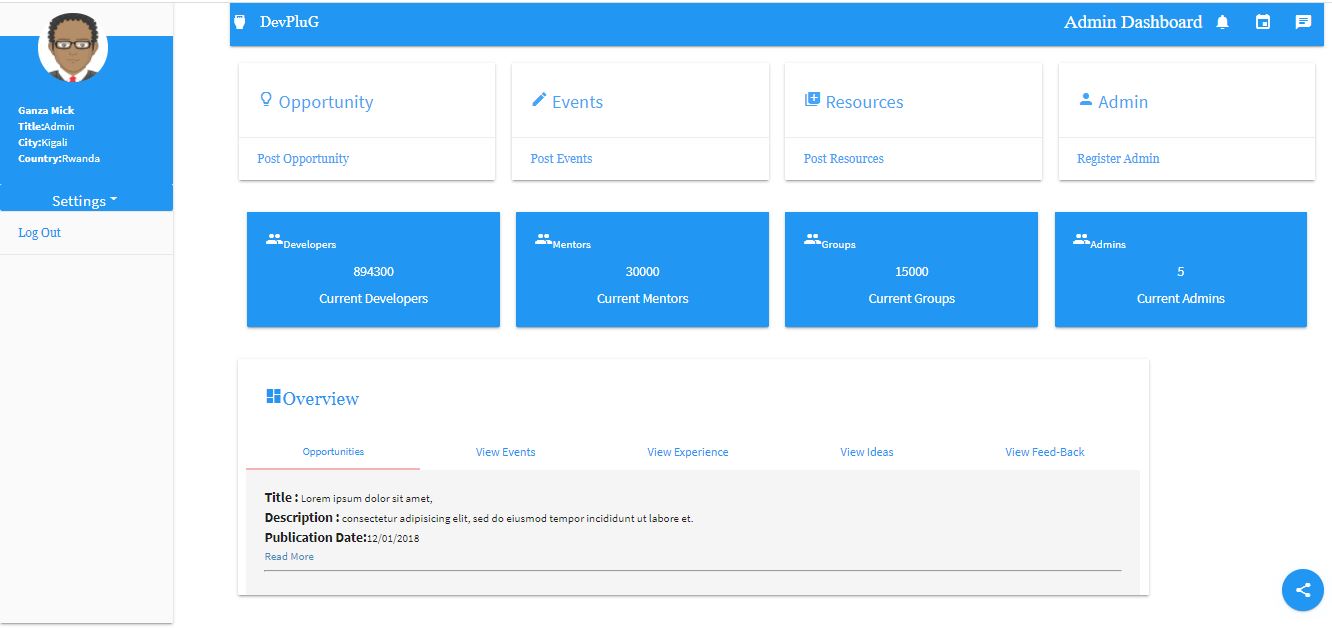 DevPluG
Admin Dashboard
Ganza Mick
Title:Admin
City:Kigali
Country:Rwanda
Settings
Log Out
Opportunity
Events
Resources
Admin
Post Opportunity
Post Events
Post Resources
Register Admin
Developers
894300
Current Developers
Mentors
30000
Current Mentors
Groups
15000
Current Groups
Admins
5
Current Admins
Overview
Opportunities
View Events
View Experience
View Ideas
View Feed-Back
Title : Lorem ipsum dolor sit amet,
Description : consectetur adipisicing elit, sed do eiusmod tempor incididunt ut labore et.
Publication Date:12/01/2018
Read More